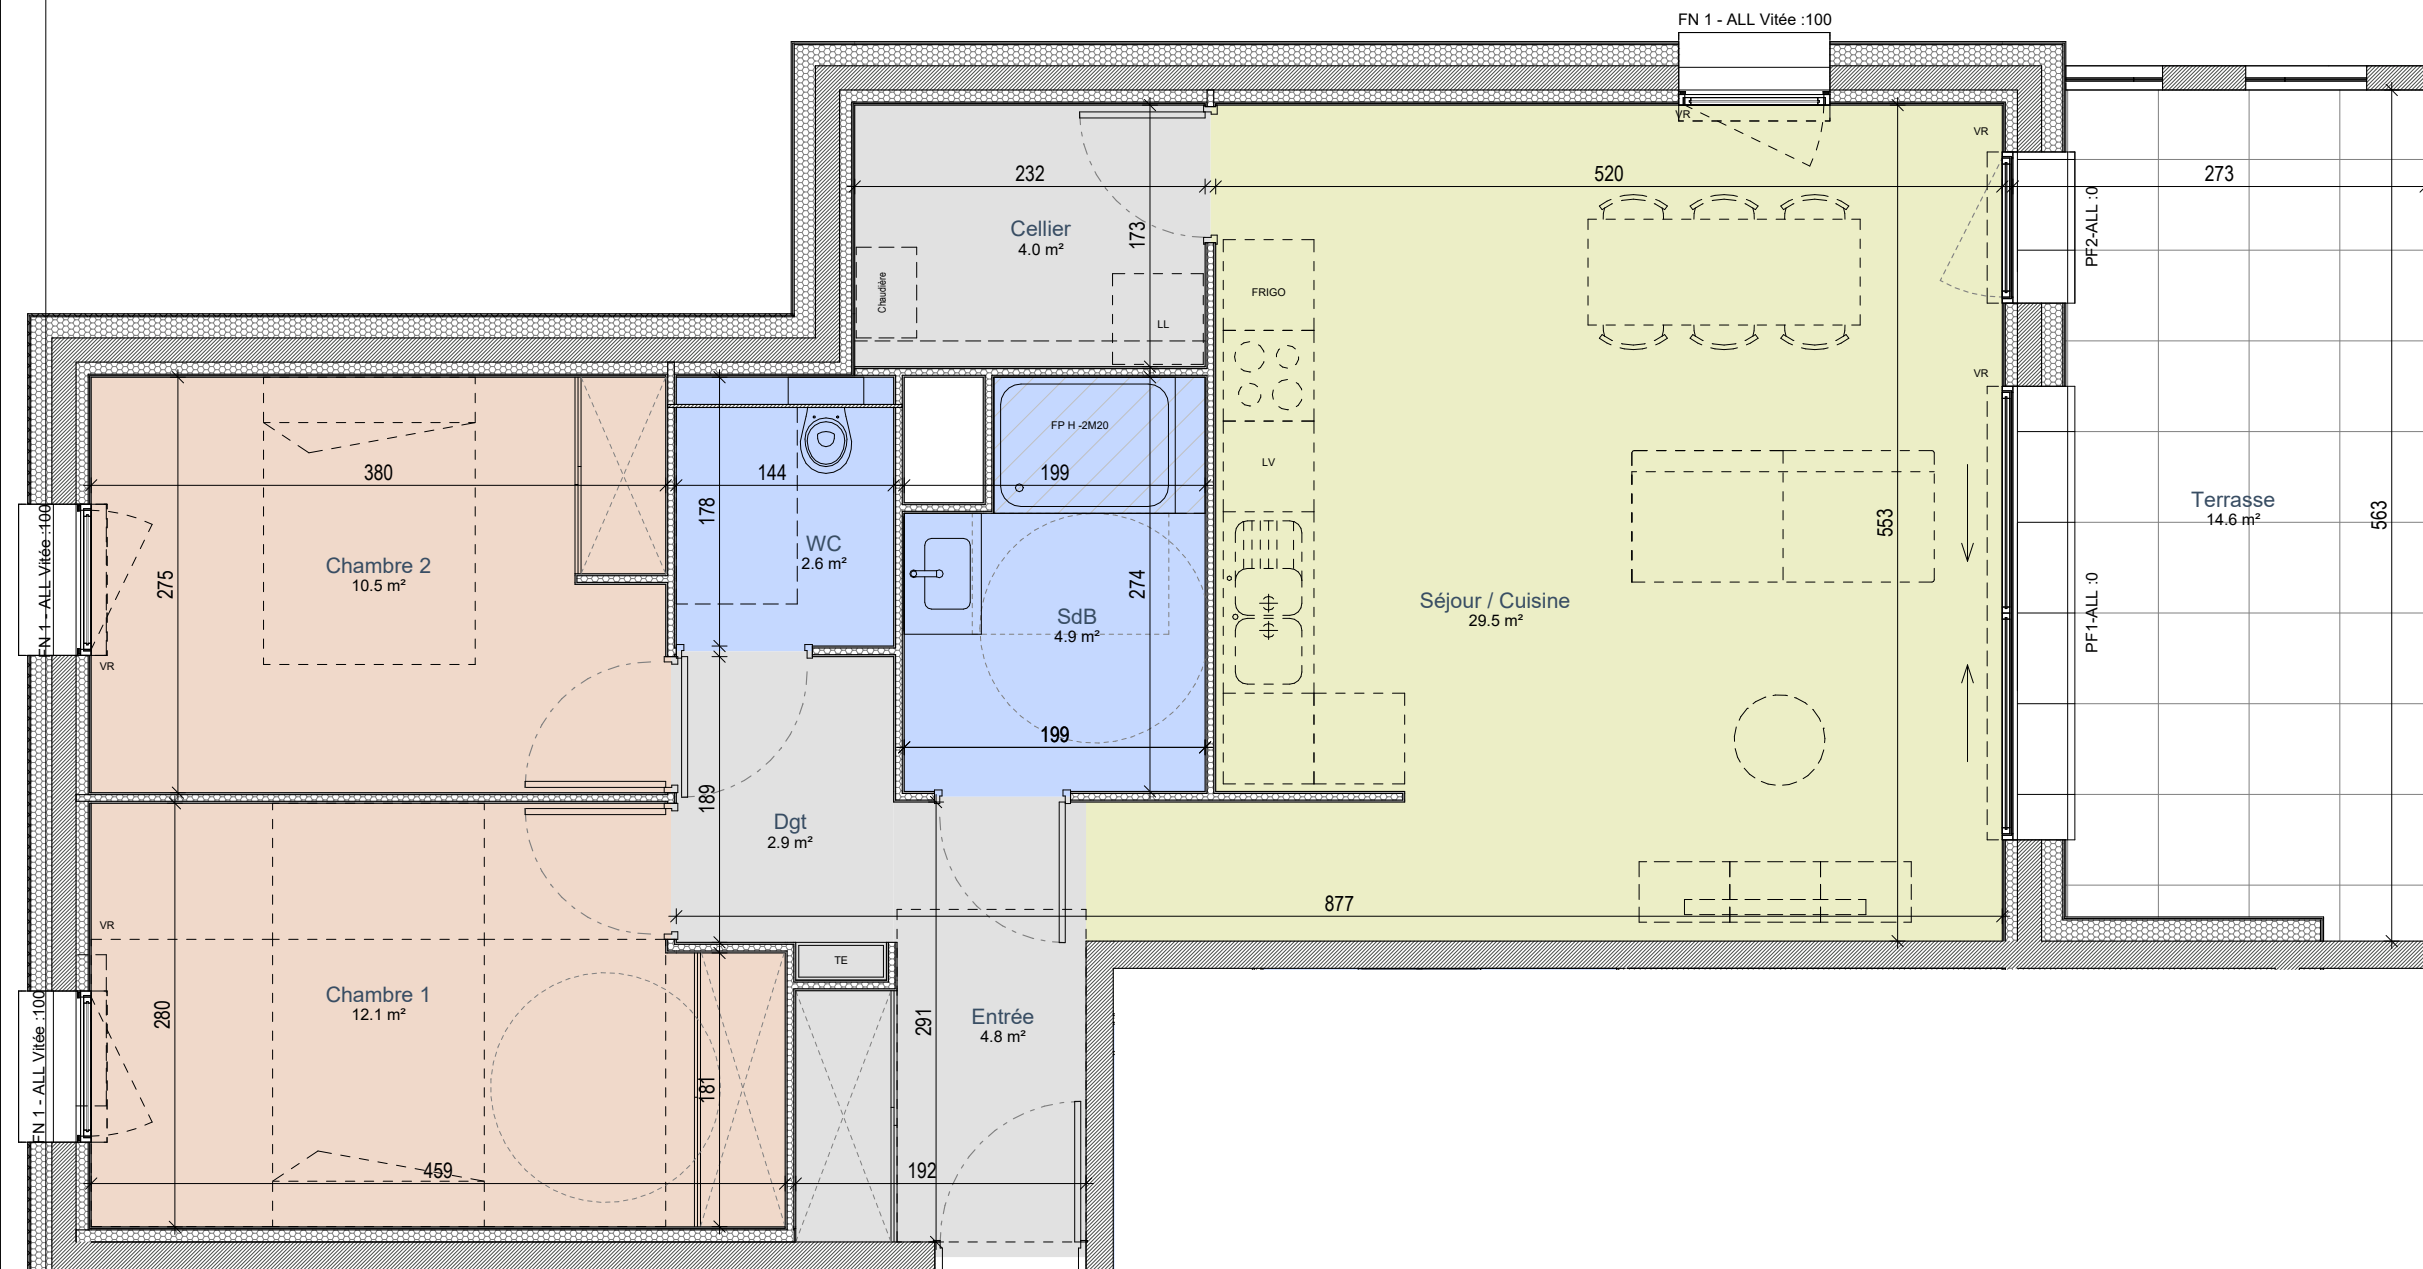 FN 1 - ALL Vitée :100
VR
VR
232
520
273
Cellier
4.0 m²
173
PF2-ALL :0
Chaudière
FRIGO
LL
VR
FP H -2M20
380
144
199
LV
178
553
Terrasse
14.6 m²
563
FN 1 - ALL Vitée :100
Chambre 2
10.5 m²
275
WC
2.6 m²
274
SdB
4.9 m²
Séjour / Cuisine
29.5 m²
PF1-ALL :0
VR
199
189
Dgt
2.9 m²
877
VR
TE
Chambre 1
12.1 m²
280
291
Entrée
4.8 m²
FN 1 - ALL Vitée :100
181
459
192